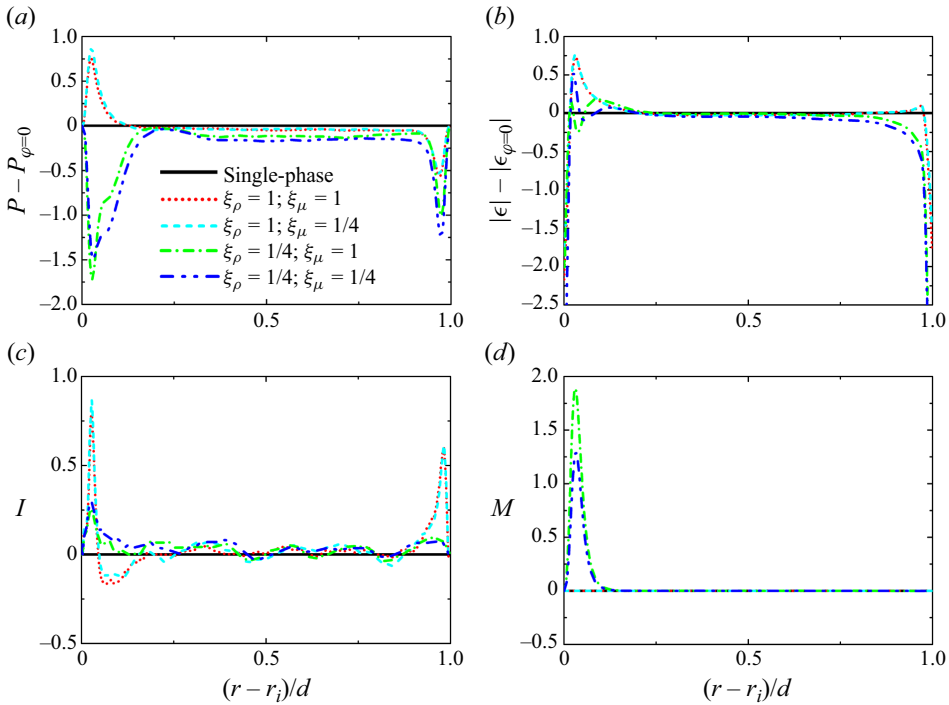 (a)
1.0
0.5
0
–0.5
–1.0
–1.5
–2.0
P – P_φ=0
Single-phase
ξ_ρ = 1; ξ_μ = 1
ξ_ρ = 1; ξ_μ = 1/4
ξ_ρ = 1/4; ξ_μ = 1
ξ_ρ = 1/4; ξ_μ = 1/4
0
0.5
1.0
(b)
1.0
0.5
0
–0.5
–1.0
–1.5
–2.0
–2.5
|ϵ| – |ϵ_φ=0|
0
0.5
1.0
(c)
1.0
0.5
0
–0.5
I
0
0.5
1.0
(r – r_i)/d
(d)
2.0
1.5
1.0
0.5
0
–0.5
M
0
0.5
1.0
(r – r_i)/d